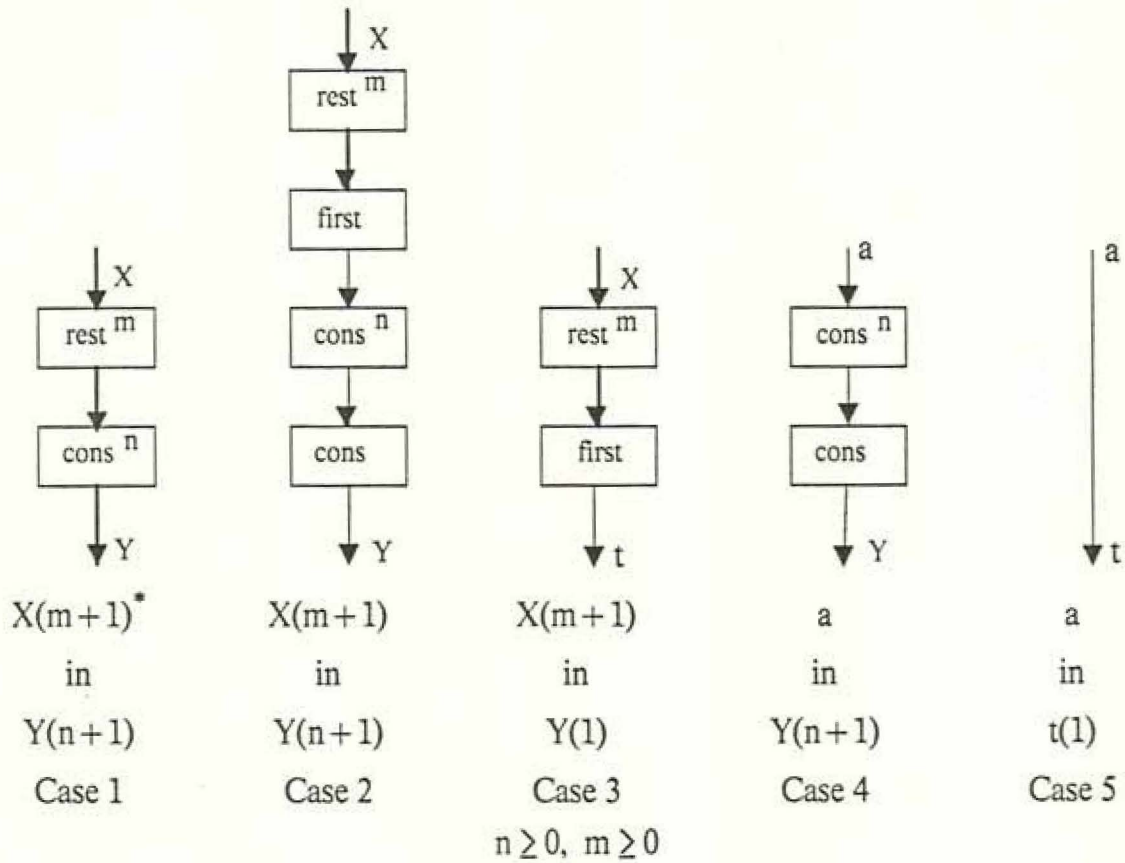 X
rest m
first
cons n
cons
Y
X
rest m
cons n
Y
X
rest m
first
t
a
cons n
cons
Y
a
t
X(m+1)* X(m+1) X(m+1) a a
in in in in in
Y(n+1) Y(n+1) Y(1) Y(n+1) t(1)
Case 1 Case 2 Case 3 Case 4 Case 5
n ≥ 0, m ≥ 0